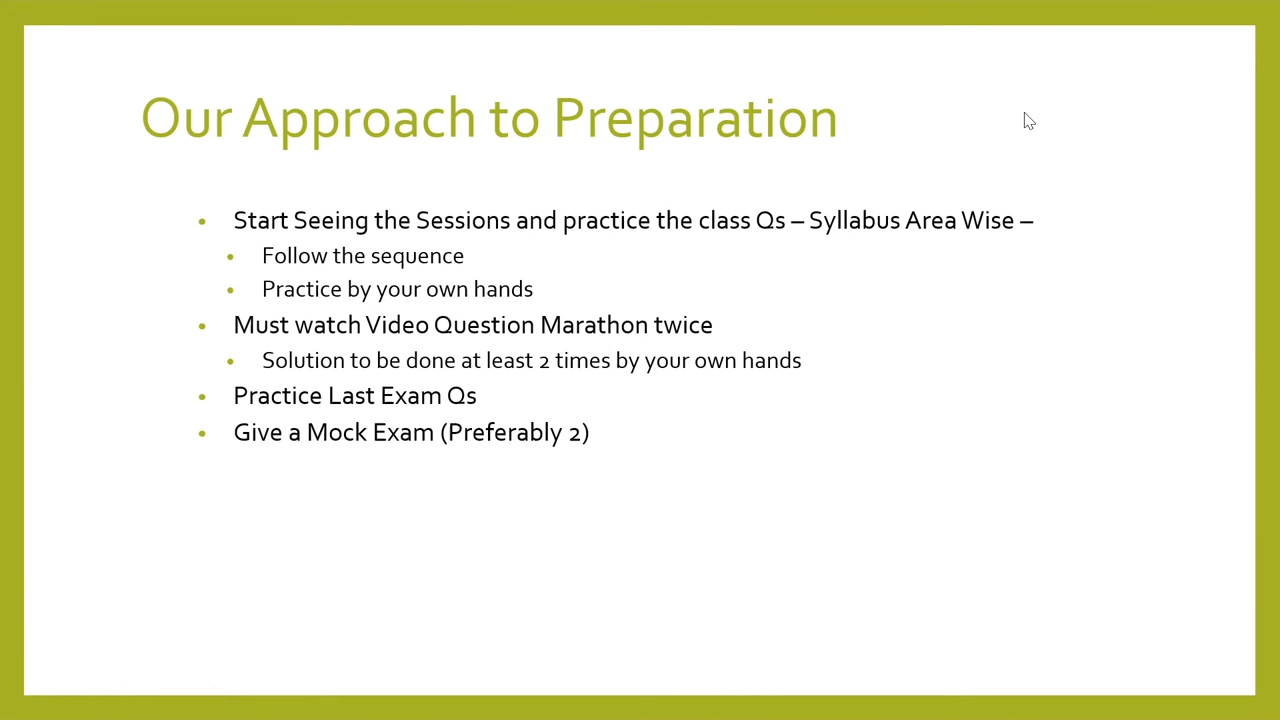 Our Approach to Preparation
• Start Seeing the Sessions and practice the class Qs – Syllabus Area Wise –
• Follow the sequence
• Practice by your own hands
• Must watch Video Question Marathon twice
• Solution to be done at least 2 times by your own hands
• Practice Last Exam Qs
• Give a Mock Exam (Preferably 2)